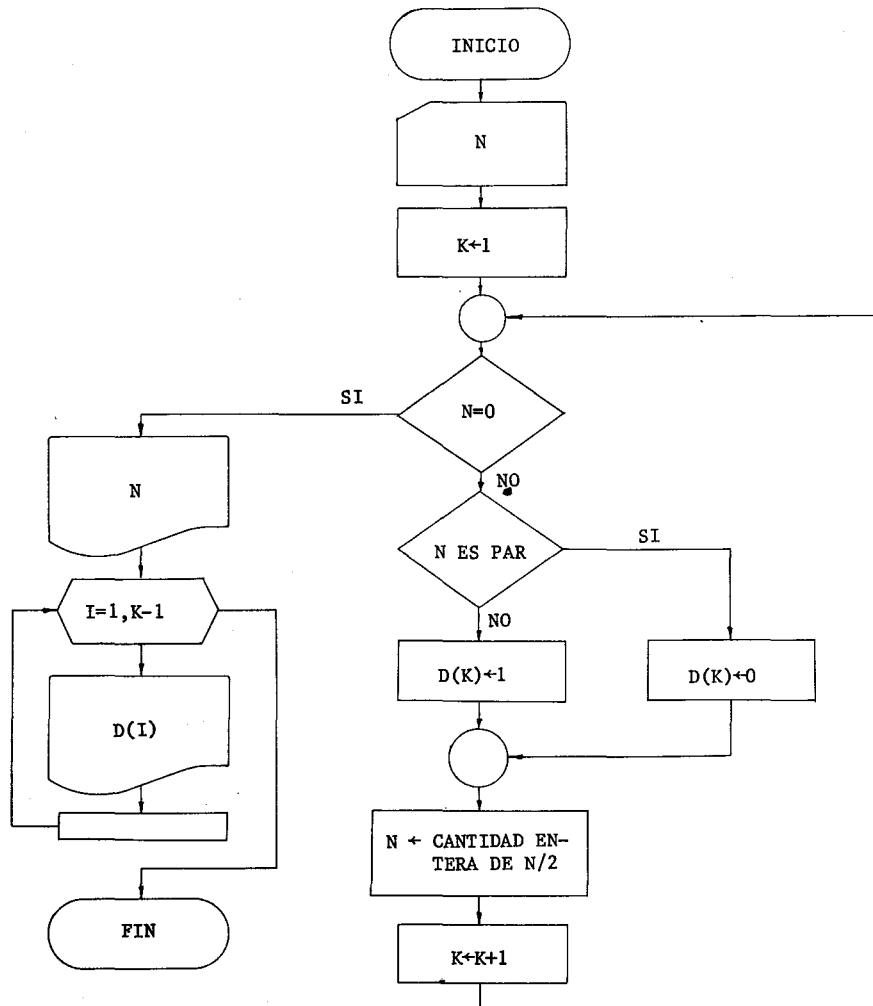 INICIO
N
K←1
N=0
SI
NO
N
N ES PAR
SI
NO
I=1,K-1
D(K)←1
D(K)←0
D(I)
N ← CANTIDAD EN-
TERA DE N/2
FIN
K←K+1